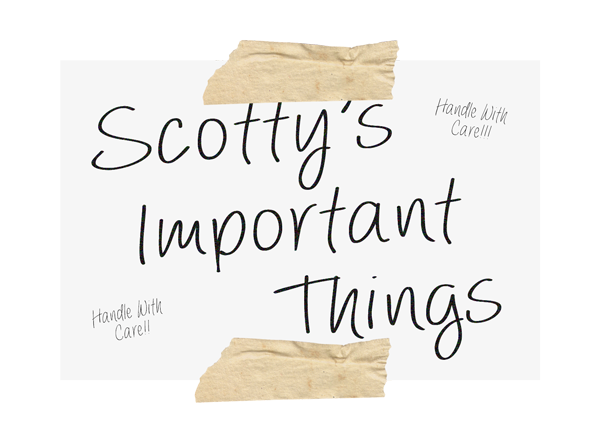 Scotty's
Handle With
Care!!!
Important
Things
Handle With
Care!!